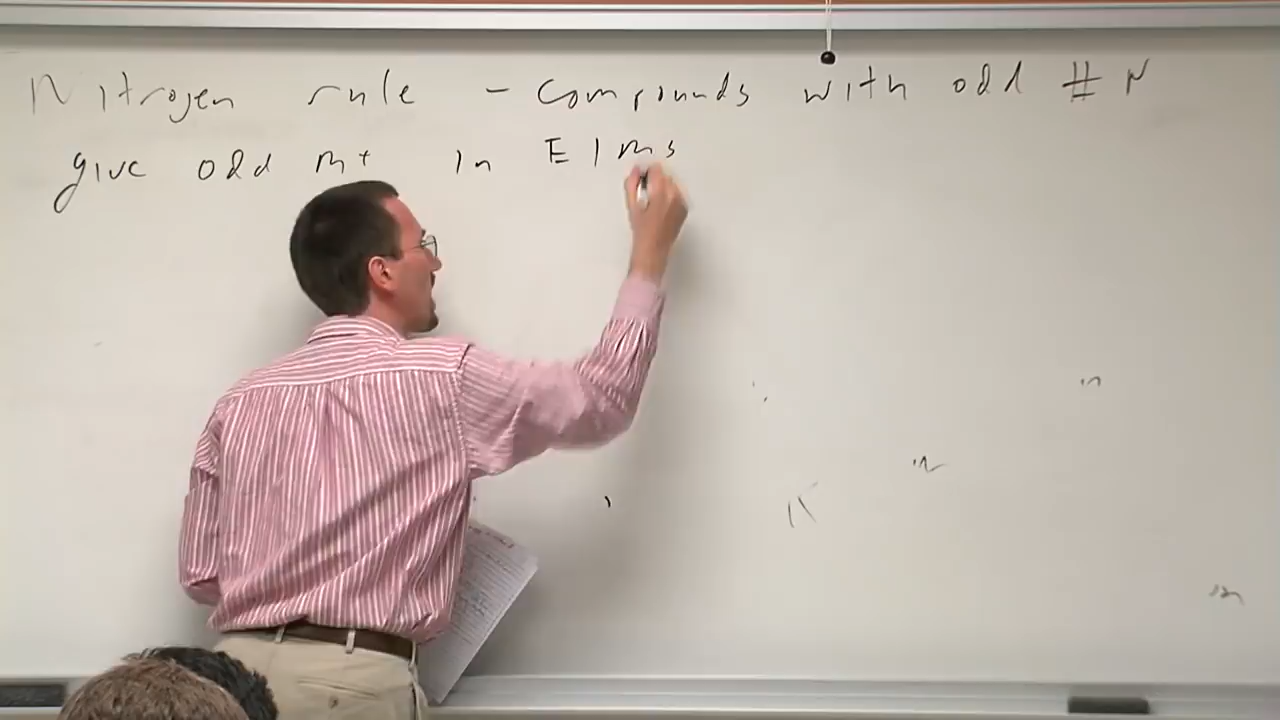 Nitrogen rule - compounds with odd # N
give odd m+ in EI ms